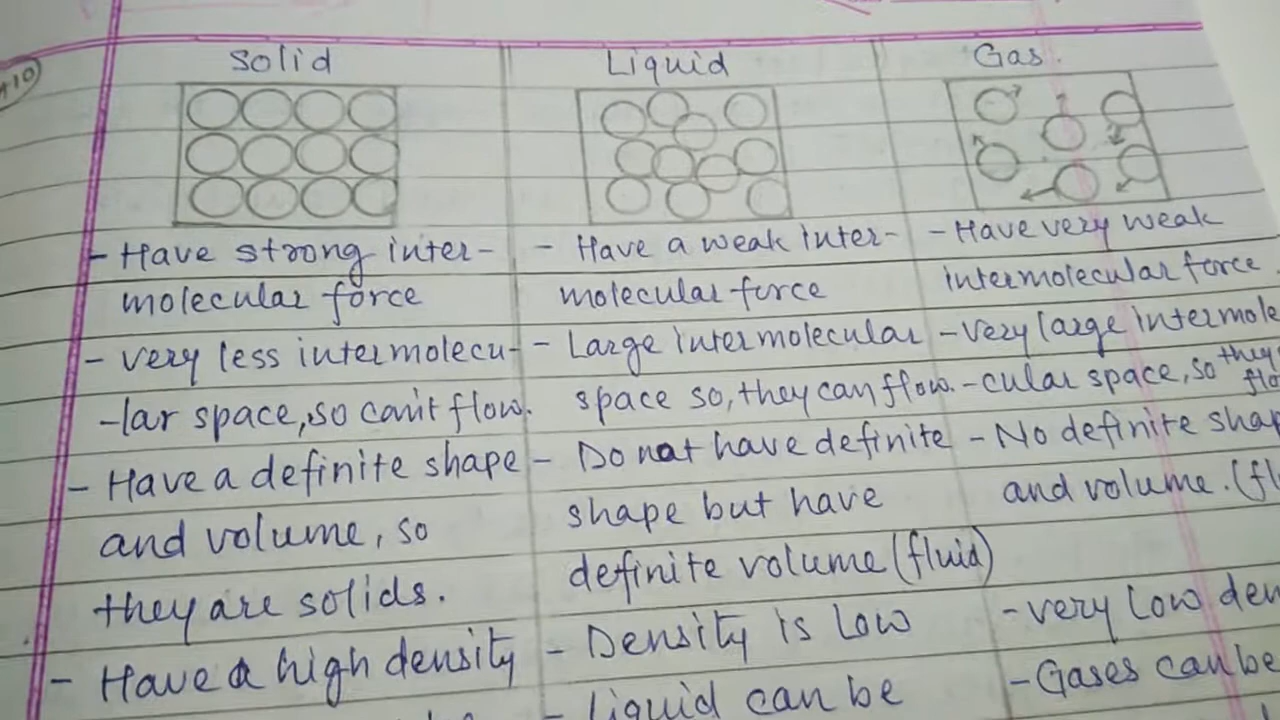 Solid
- Have strong inter-
molecular force
- very less intermolecu-
-lar space, so can't flow.
- Have a definite shape
and volume, so
they are solids.
- Have a high density
Liquid
- Have a weak inter-
molecular force
- Large intermolecular
space so, they can flow.
- Do not have definite
shape but have
definite volume (fluid)
- Density is low
- Liquid can be
Gas.
- Have very weak
intermolecular force
- very large intermole
-cular space, so they
- No definite
and volume.
- very low
- Gases can be